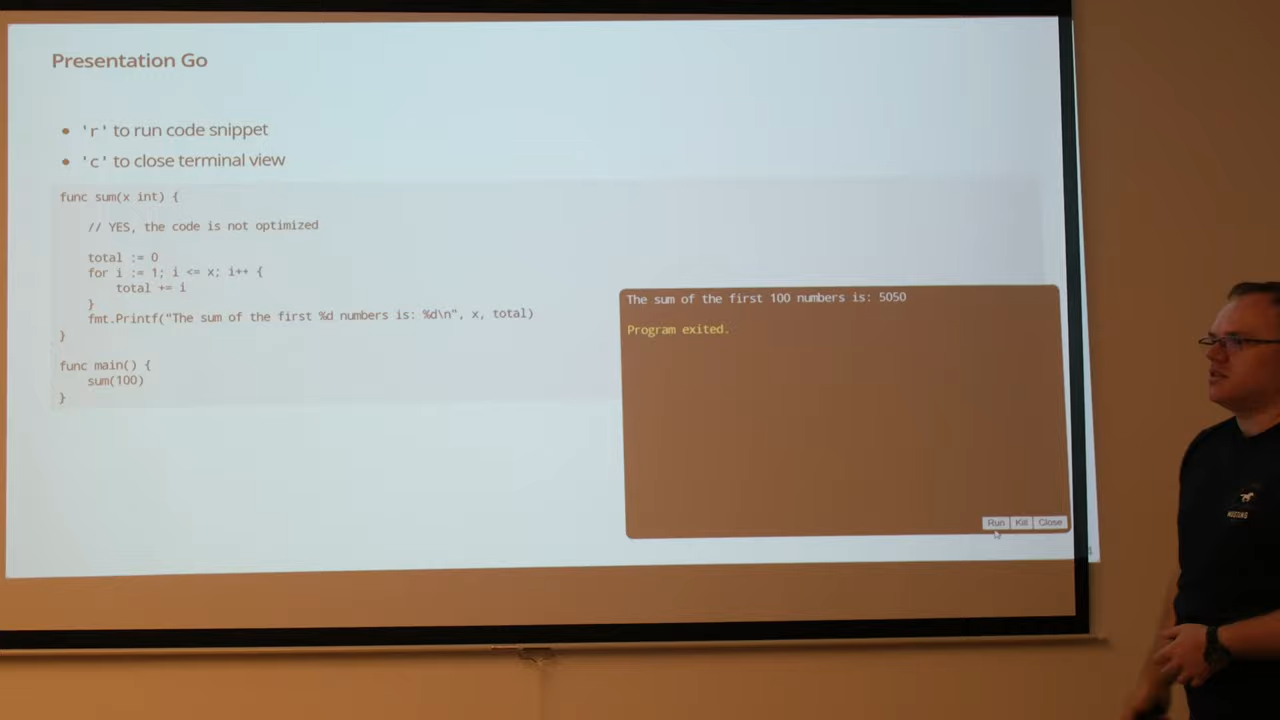 Presentation Go
• 'r' to run code snippet
• 'c' to close terminal view
func sum(x int) {
// YES, the code is not optimized
total := 0
for i := 1; i <= x; i++ {
total += i
}
fmt.Printf("The sum of the first %d numbers is: %d\n", x, total)
}
func main() {
sum(100)
}
The sum of the first 100 numbers is: 5050
Program exited.
Run Kill Close
MUSTANG